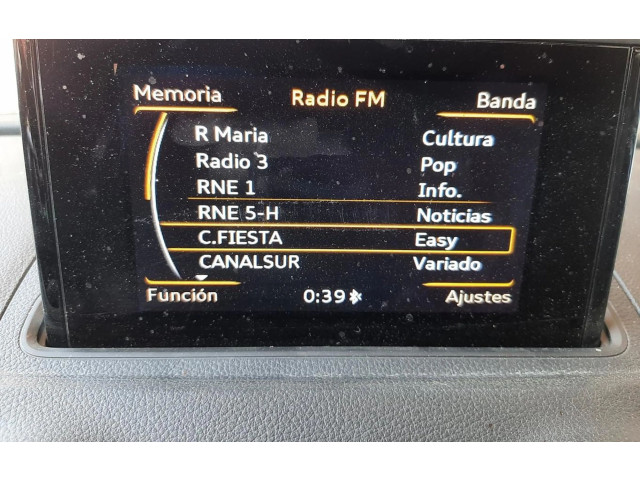 Memoria Radio FM Banda
R Maria Cultura
Radio 3 Pop
RNE 1 Info.
RNE 5-H Noticias
C.FIESTA Easy
CANALSUR Variado
Función 0:39 Ajustes